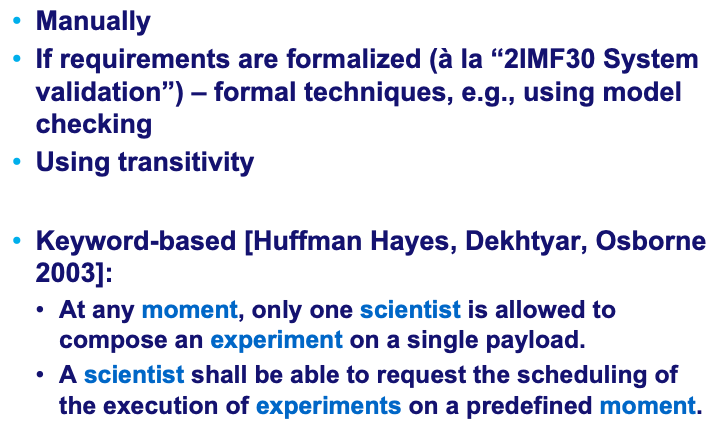 • Manually
• If requirements are formalized (à la “2IMF30 System
validation”) – formal techniques, e.g., using model
checking
• Using transitivity
• Keyword-based [Huffman Hayes, Dekhtyar, Osborne
2003]:
• At any moment, only one scientist is allowed to
compose an experiment on a single payload.
• A scientist shall be able to request the scheduling of
the execution of experiments on a predefined moment.